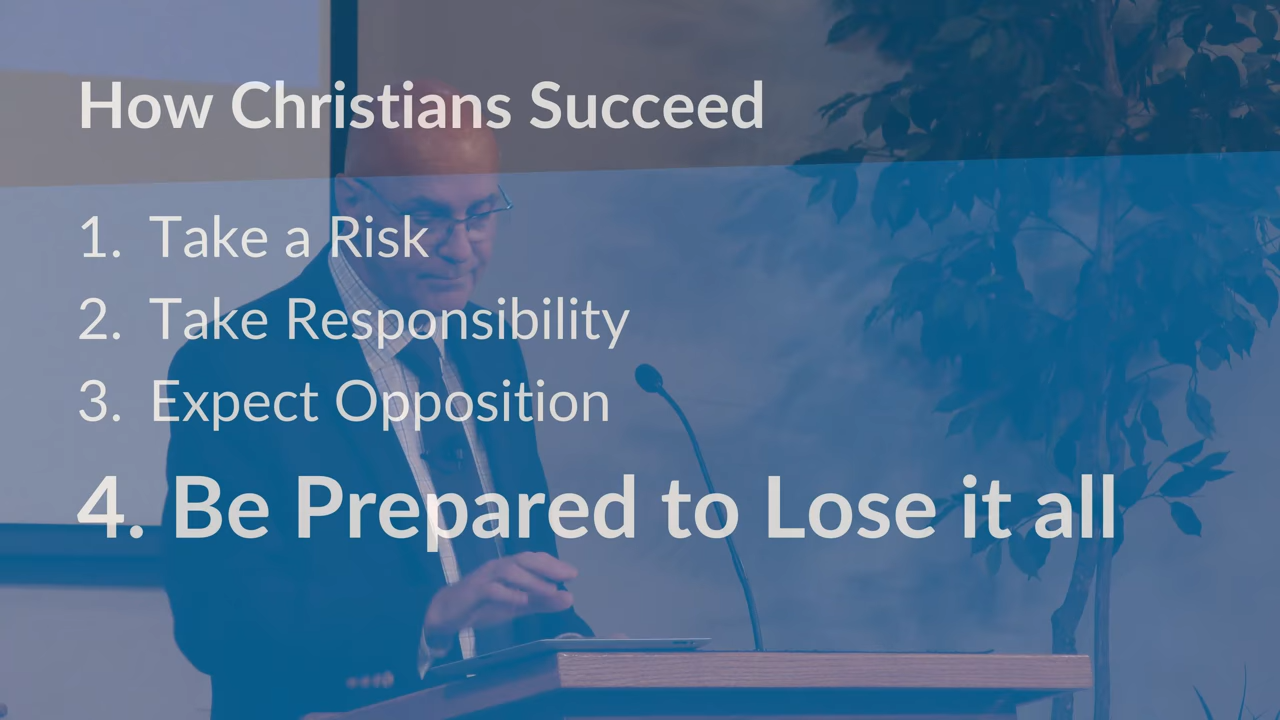 How Christians Succeed
1. Take a Risk
2. Take Responsibility
3. Expect Opposition
4. Be Prepared to Lose it all